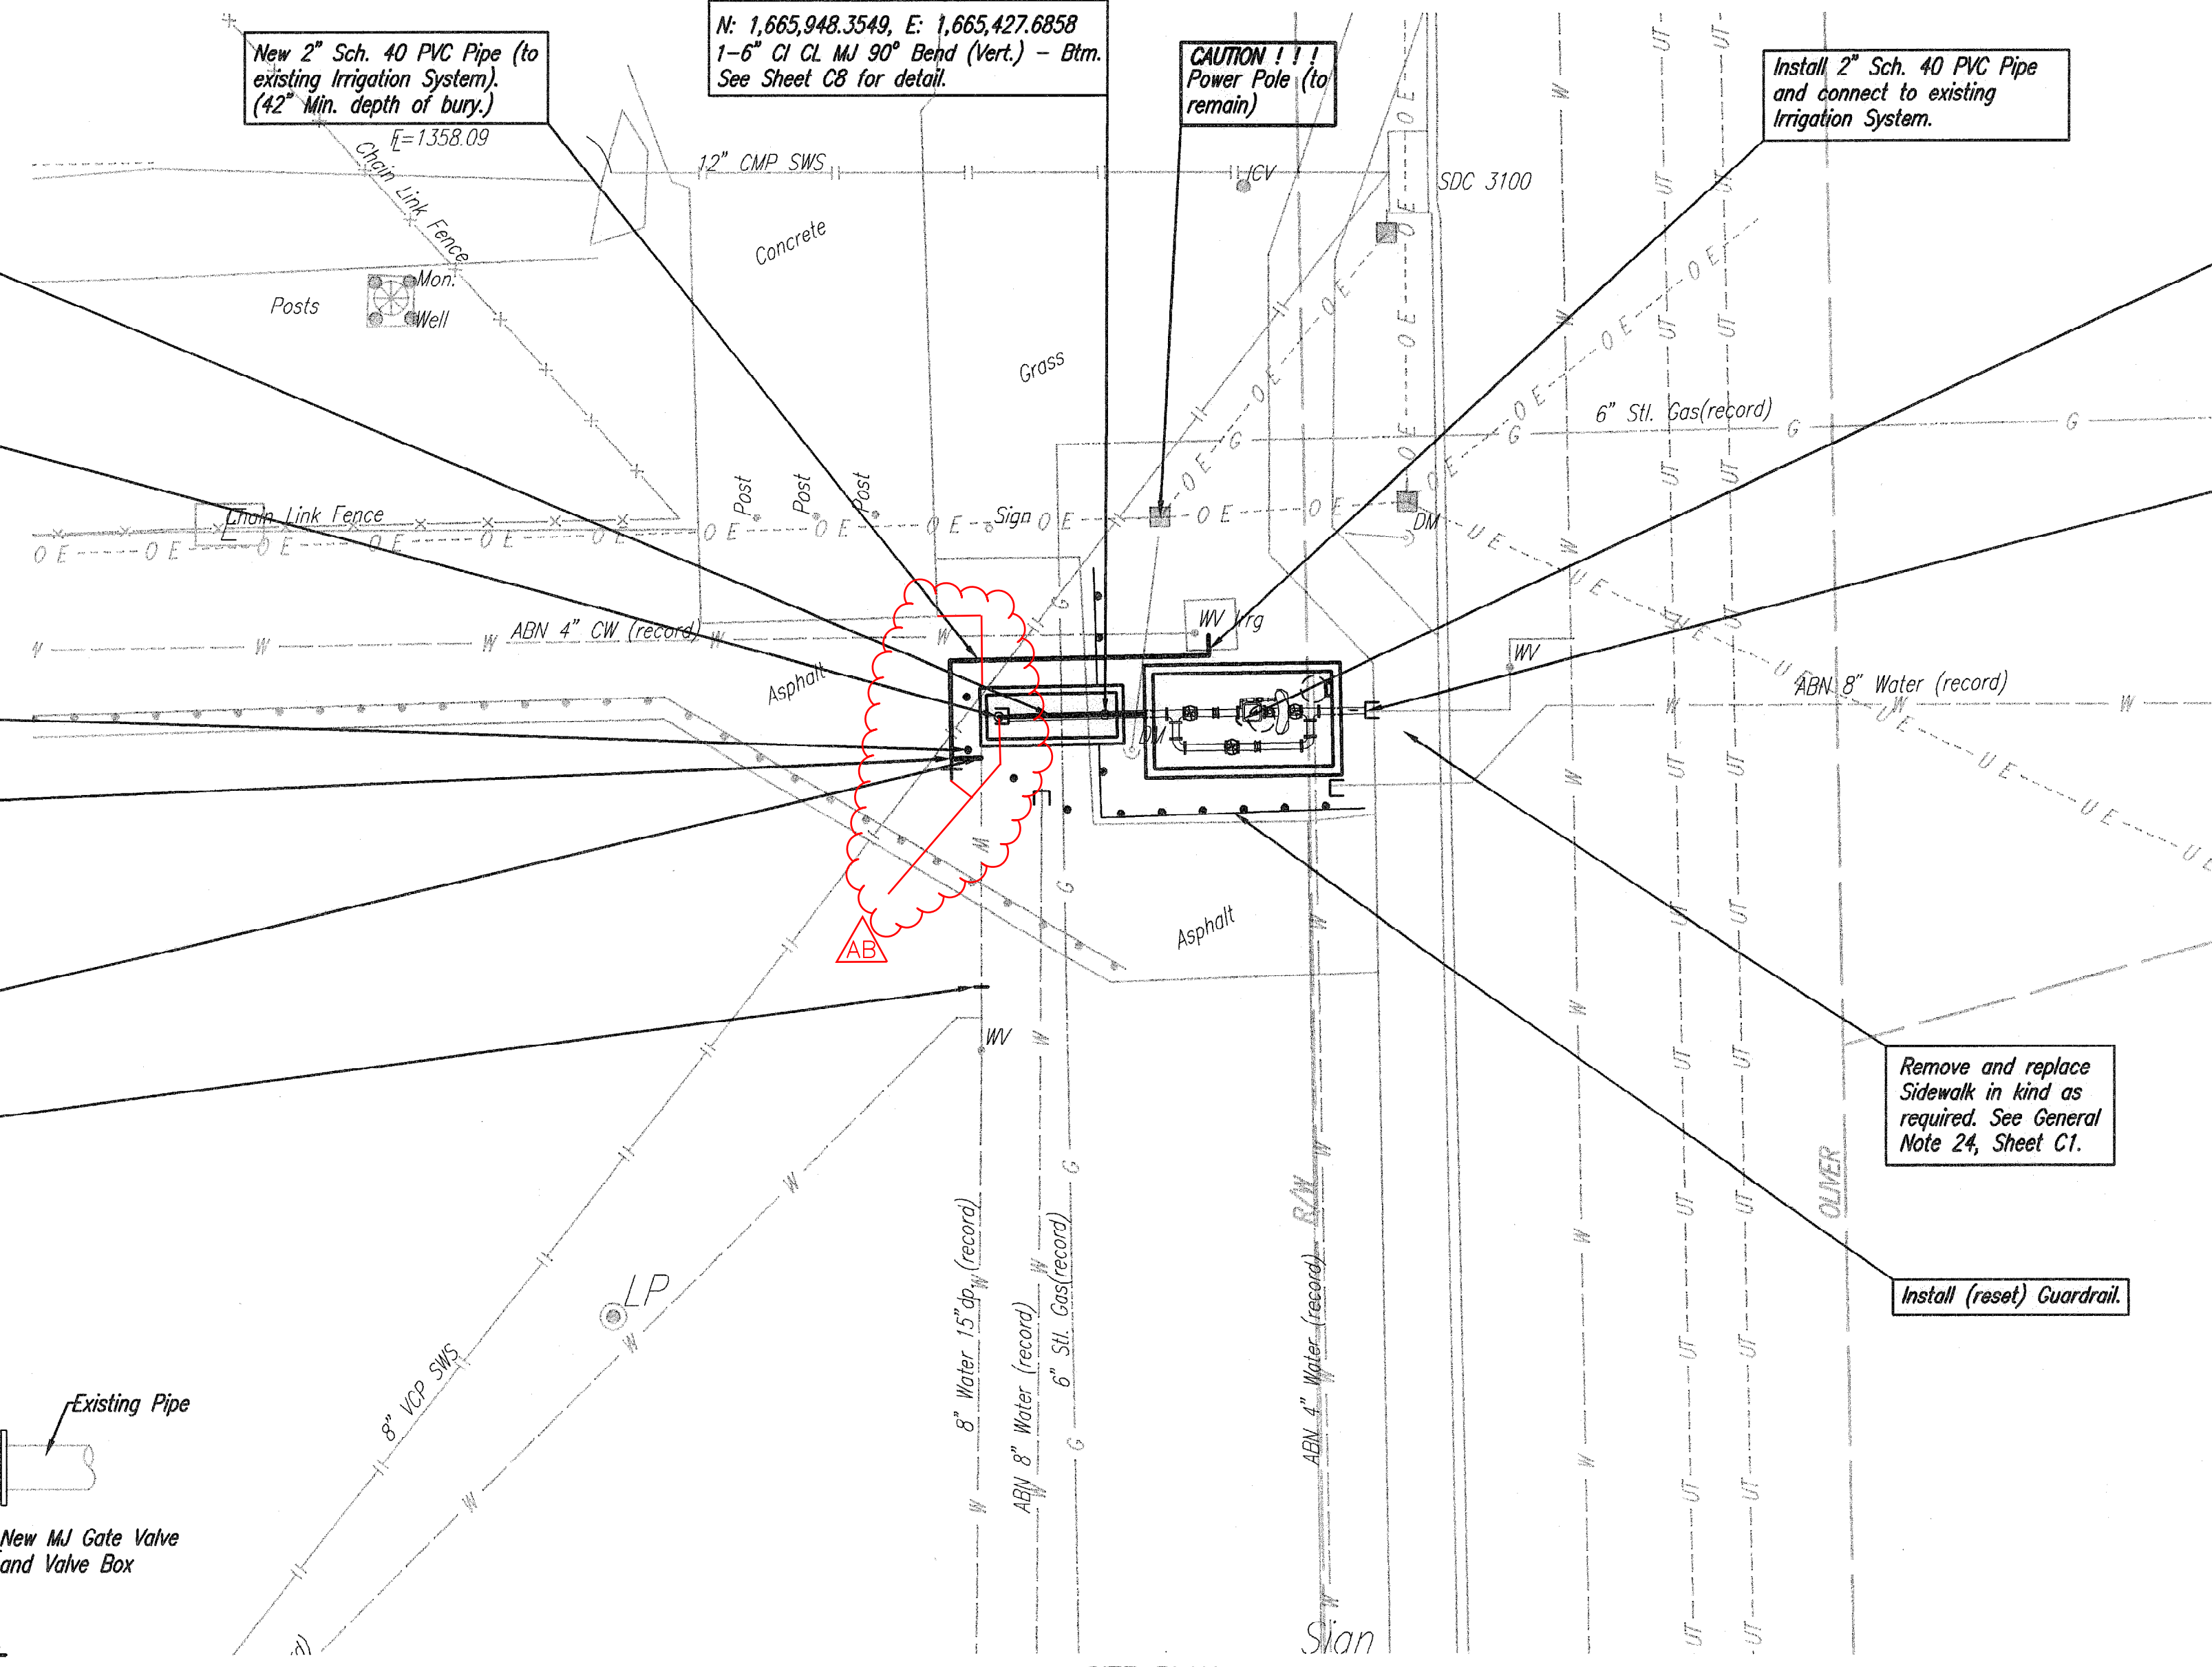 N: 1,665,948.3549, E: 1,665,427.6858
1-6" CI CL MJ 90° Bend (Vert.) - Btm.
See Sheet C8 for detail.
New 2" Sch. 40 PVC Pipe (to
existing Irrigation System).
(42" Min. depth of bury.)
CAUTION ! ! !
Power Pole (to
remain)
Install 2" Sch. 40 PVC Pipe
and connect to existing
Irrigation System.
FL=1358.09
Chain Link Fence
12" CMP SWS
ICV
SDC 3100
Concrete
Mon.
Well
Posts
Grass
6" Stl. Gas(record)
G
G
G
G
Post
Post
Post
Sign
Chain Link Fence
O E
O E
O E
O E
O E
O E
O E
O E
O E
O E
O E
DM
U E
U E
U E
U E
U E
UT
UT
UT
UT
W
W
WV Irrg
ABN 4" CW (record)
W
W
W
W
WV
Asphalt
ABN 8" Water (record)
W
W
W
DM
AB
Asphalt
WV
Remove and replace
Sidewalk in kind as
required. See General
Note 24, Sheet C1.
OLIVER
R/W
Install (reset) Guardrail.
LP
8" VCP SWS
8" Water 15"dp. (record)
ABN 8" Water (record)
6" Stl. Gas(record)
ABN 4" Water (record)
Existing Pipe
New MJ Gate Valve
and Valve Box
Sign